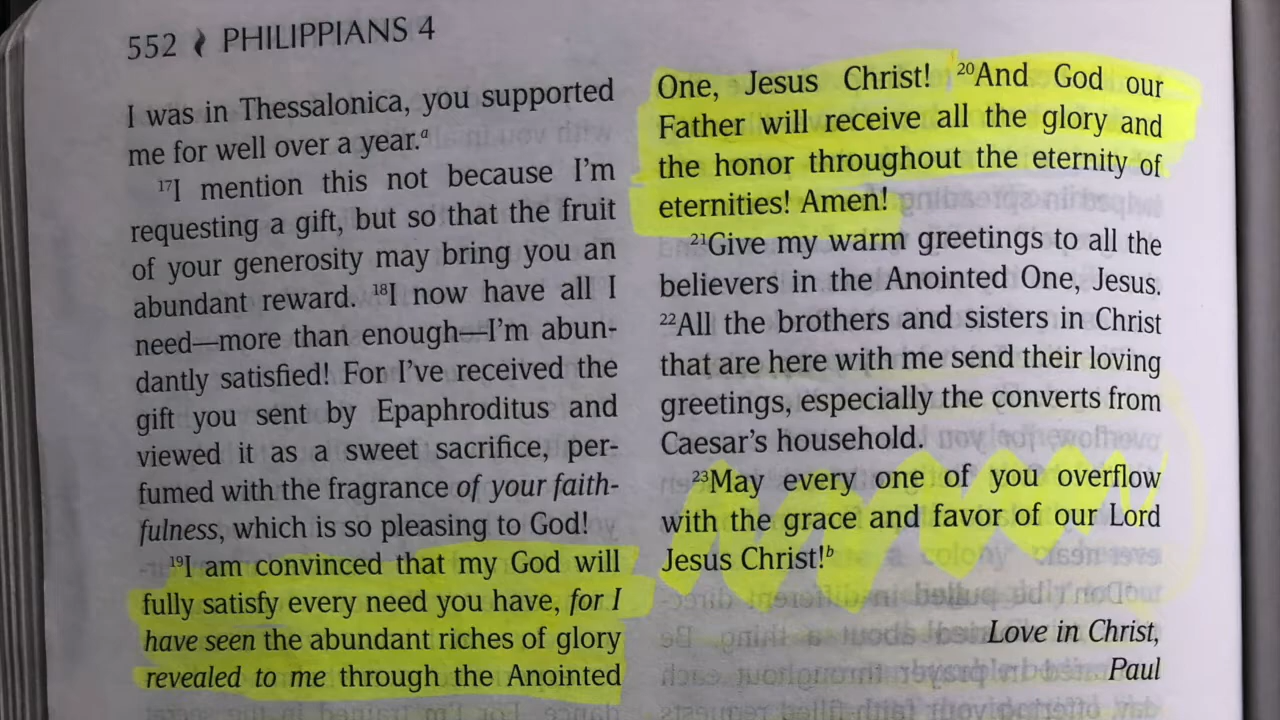 552 PHILIPPIANS 4
I was in Thessalonica, you supported
me for well over a year.a
17I mention this not because I'm
requesting a gift, but so that the fruit
of your generosity may bring you an
abundant reward. 18I now have all I
need—more than enough—I'm abun-
dantly satisfied! For I've received the
gift you sent by Epaphroditus and
viewed it as a sweet sacrifice, per-
fumed with the fragrance of your faith-
fulness, which is so pleasing to God!
19I am convinced that my God will
fully satisfy every need you have, for I
have seen the abundant riches of glory
revealed to me through the Anointed
One, Jesus Christ! 20And God our
Father will receive all the glory and
the honor throughout the eternity of
eternities! Amen!
21Give my warm greetings to all the
believers in the Anointed One, Jesus.
22All the brothers and sisters in Christ
that are here with me send their loving
greetings, especially the converts from
Caesar's household.
23May every one of you overflow
with the grace and favor of our Lord
Jesus Christ!b
Love in Christ,
Paul